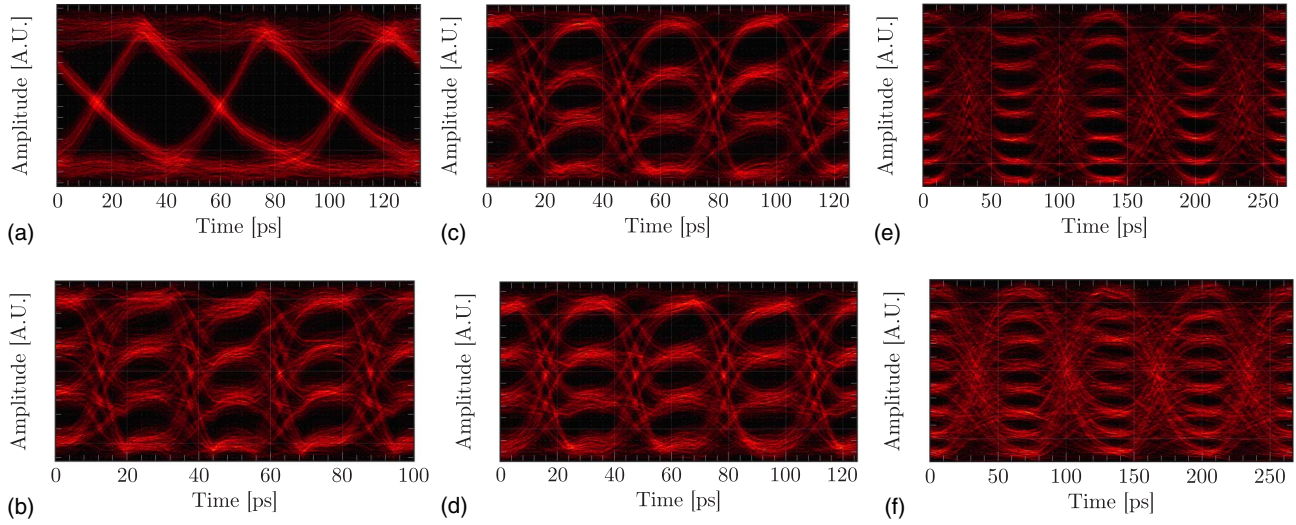 Amplitude [A.U.]
0 20 40 60 80 100 120
Time [ps]
(a)
Amplitude [A.U.]
0 20 40 60 80 100 120
Time [ps]
(c)
Amplitude [A.U.]
0 50 100 150 200 250
Time [ps]
(e)
Amplitude [A.U.]
0 20 40 60 80 100
Time [ps]
(b)
Amplitude [A.U.]
0 20 40 60 80 100 120
Time [ps]
(d)
Amplitude [A.U.]
0 50 100 150 200 250
Time [ps]
(f)